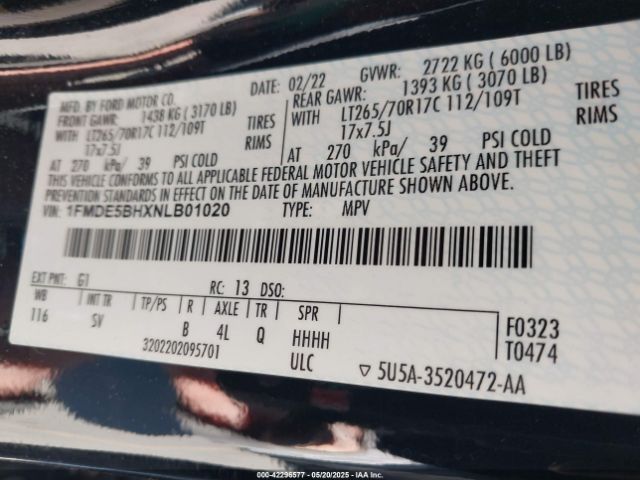 MFD. BY FORD MOTOR CO.
DATE: 02/22 GVWR: 2722 KG ( 6000 LB)
FRONT GAWR: 1438 KG ( 3170 LB) REAR GAWR: 1393 KG ( 3070 LB)
WITH LT265/70R17C 112/109T TIRES WITH LT265/70R17C 112/109T TIRES
17x7.5J RIMS 17x7.5J RIMS
AT 270 kPa/ 39 PSI COLD AT 270 kPa/ 39 PSI COLD
THIS VEHICLE CONFORMS TO ALL APPLICABLE FEDERAL MOTOR VEHICLE SAFETY AND THEFT
PREVENTION STANDARDS IN EFFECT ON THE DATE OF MANUFACTURE SHOWN ABOVE.
VIN: 1FMDE5BHXNLB01020 TYPE: MPV
EXT PNT: G1 RC: 13 DSO:
WB INT TR TP/PS R AXLE TR SPR
116 SV B 4L Q HHHH F0323
3202202095701 ULC T0474
5U5A-3520472-AA
000-42296577 - 05/20/2025 - IAA Inc.